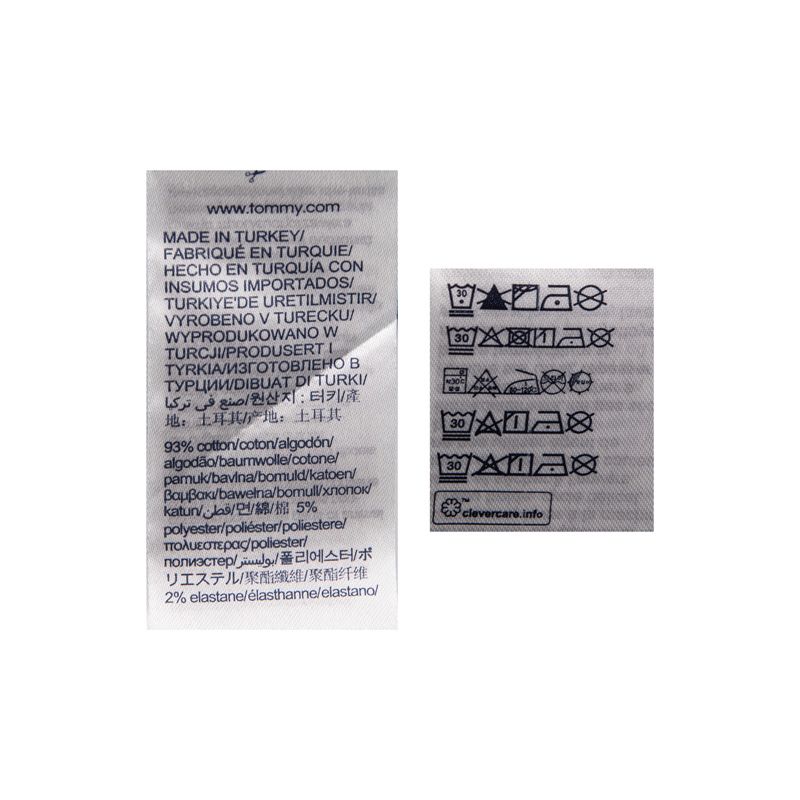 www.tommy.com
MADE IN TURKEY/
FABRIQUÉ EN TURQUIE/
HECHO EN TURQUÍA CON
INSUMOS IMPORTADOS/
TURKIYE'DE URETILMISTIR/
VYROBENO V TURECKU/
WYPRODUKOWANO W
TURCJI/PRODUSERT I
TYRKIA/ИЗГОТОВЛЕНО В
ТУРЦИИ/DIBUAT DI TURKI/
صنع في تركيا/원산지 : 터키/產
地: 土耳其/产地: 土耳其
93% cotton/coton/algodón/
algodão/baumwolle/cotone/
pamuk/bavlna/bomuld/katoen/
βαμβακι/bawełna/bomull/хлопок/
katun/قطن/면/綿/棉 5%
polyester/poliéster/poliestere/
πολυεστερας/poliester/
полиэстер/بوليستر/폴리에스터/ポ
リエステル/聚酯纖維/聚酯纤维
2% elastane/élasthanne/elastano/
30
30
30
30
clevercare.info